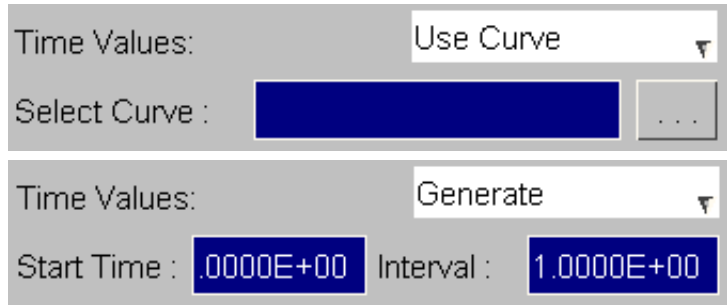 Time Values: Use Curve
Select Curve : ...
Time Values: Generate
Start Time : .0000E+00 Interval : 1.0000E+00